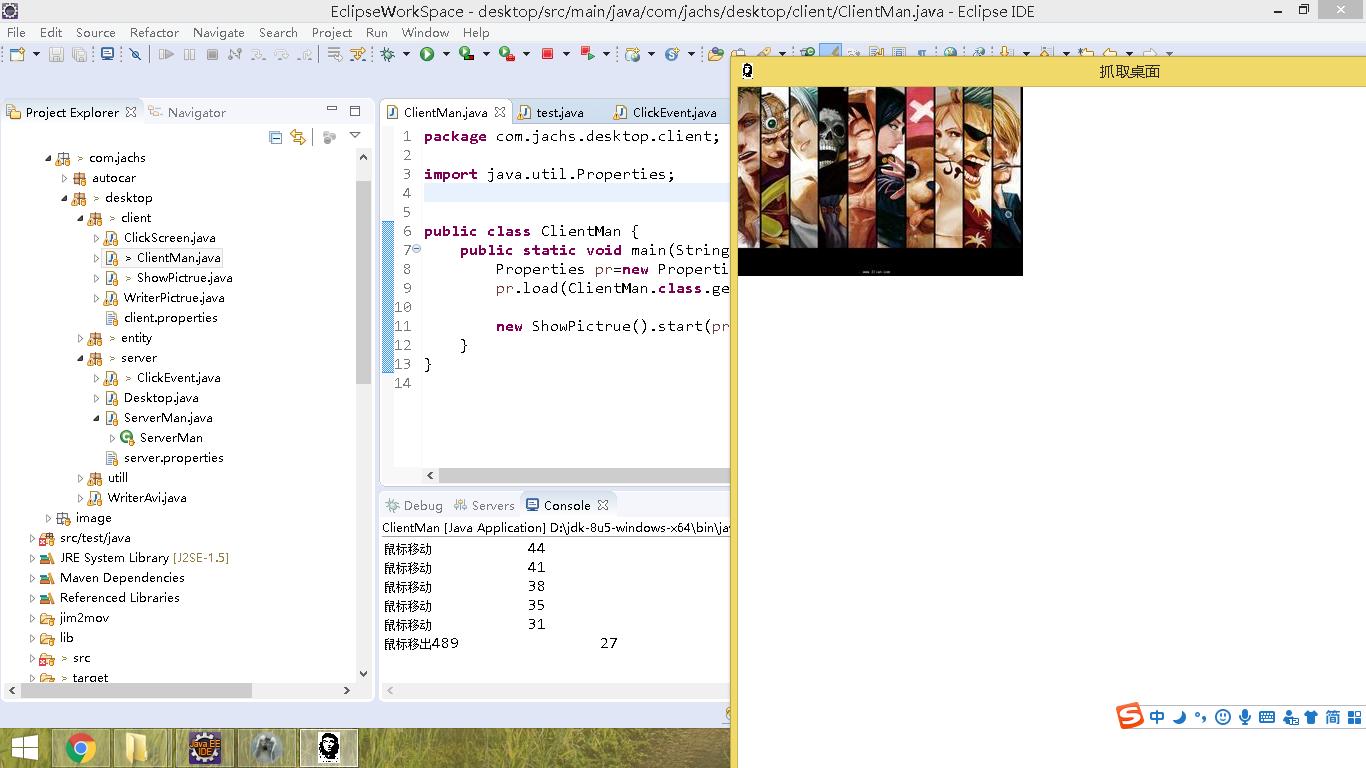 EclipseWorkSpace - desktop/src/main/java/com/jachs/desktop/client/ClientMan.java - Eclipse IDE
File Edit Source Refactor Navigate Search Project Run Window Help
抓取桌面
Project Explorer Navigator
com.jachs
autocar
> desktop
> client
ClickScreen.java
> ClientMan.java
> ShowPictrue.java
WriterPictrue.java
client.properties
> entity
> server
> ClickEvent.java
Desktop.java
ServerMan.java
ServerMan
server.properties
utill
WriterAvi.java
image
src/test/java
JRE System Library [J2SE-1.5]
Maven Dependencies
Referenced Libraries
jim2mov
lib
> src
> target
ClientMan.java test.java ClickEvent.java
1 package com.jachs.desktop.client;
2
3 import java.util.Properties;
4
5
6 public class ClientMan {
7 public static void main(String
8 Properties pr=new Properti
9 pr.load(ClientMan.class.ge
10
11 new ShowPictrue().start(pr
12 }
13 }
14
Debug Servers Console
ClientMan [Java Application] D:\jdk-8u5-windows-x64\bin\jav
鼠标移动 44
鼠标移动 41
鼠标移动 38
鼠标移动 35
鼠标移动 31
鼠标移出489 27
中 简
Java EE
IDE